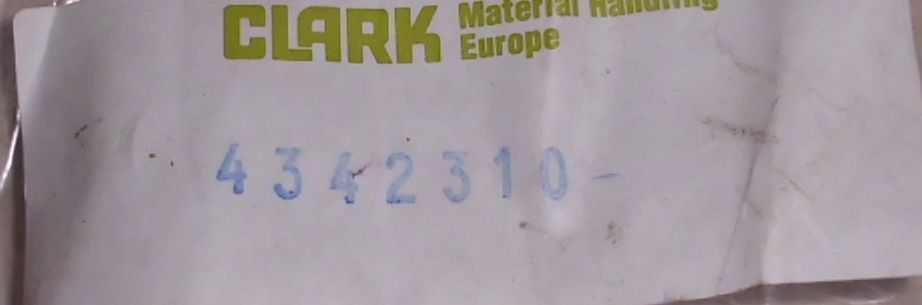 CLARK Material Handling
Europe
4342310-